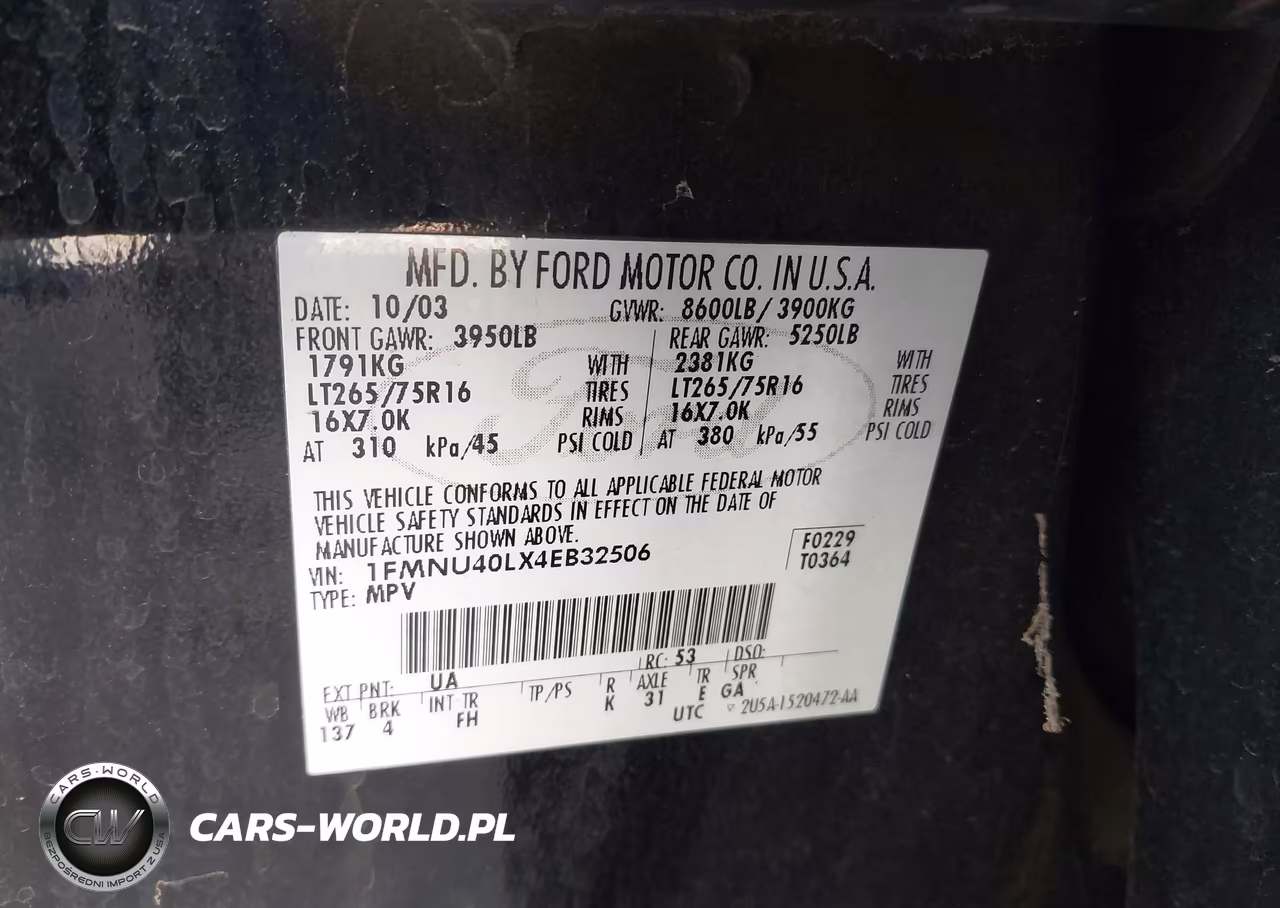 MFD. BY FORD MOTOR CO. IN U.S.A.
DATE: 10/03 GVWR: 8600LB/3900KG
FRONT GAWR: 3950LB REAR GAWR: 5250LB
1791KG WITH 2381KG WITH
LT265/75R16 TIRES LT265/75R16 TIRES
16X7.0K RIMS 16X7.0K RIMS
AT 310 kPa/45 PSI COLD AT 380 kPa/55 PSI COLD
THIS VEHICLE CONFORMS TO ALL APPLICABLE FEDERAL MOTOR
VEHICLE SAFETY STANDARDS IN EFFECT ON THE DATE OF
MANUFACTURE SHOWN ABOVE.
F0229
VIN: 1FMNU40LX4EB32506
T0364
TYPE: MPV
RC: 53 DSO:
EXT PNT: UA
WB BRK INT TR TP/PS R AXLE TR SPR
137 4 FH K 31 E GA
UTC ▽ 2U5A-1520472-AA
Ford
CARS-WORLD
CW
BEZPOŚREDNI IMPORT Z USA
CARS-WORLD.PL